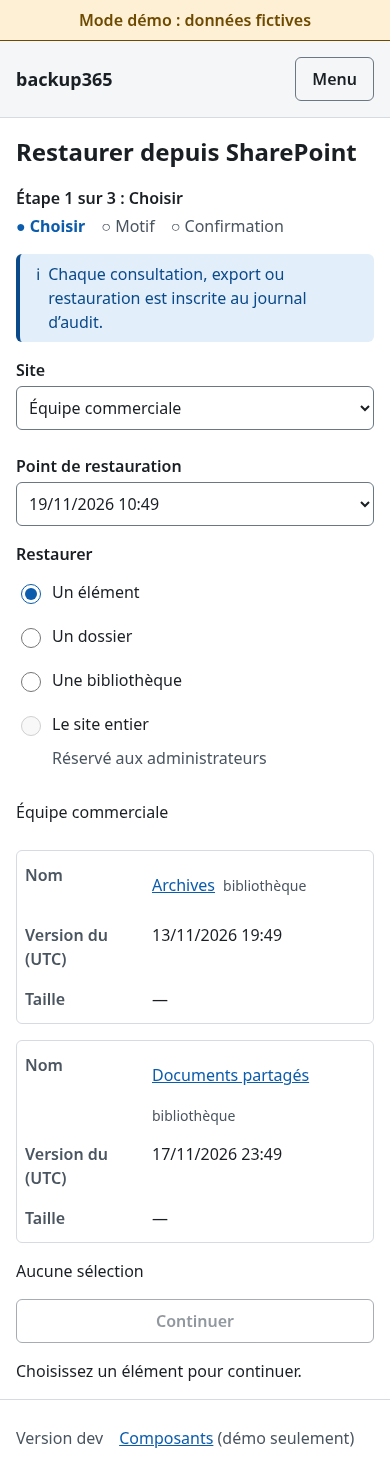 Mode démo : données fictives
backup365
Menu
Restaurer depuis SharePoint
Étape 1 sur 3 : Choisir
● Choisir ○ Motif ○ Confirmation
i Chaque consultation, export ou
restauration est inscrite au journal
d’audit.
Site
Équipe commerciale
Point de restauration
19/11/2026 10:49
Restaurer
Un élément
Un dossier
Une bibliothèque
Le site entier
Réservé aux administrateurs
Équipe commerciale
Nom Archives bibliothèque
Version du 13/11/2026 19:49
(UTC)
Taille —
Nom Documents partagés
bibliothèque
Version du 17/11/2026 23:49
(UTC)
Taille —
Aucune sélection
Continuer
Choisissez un élément pour continuer.
Version dev Composants (démo seulement)